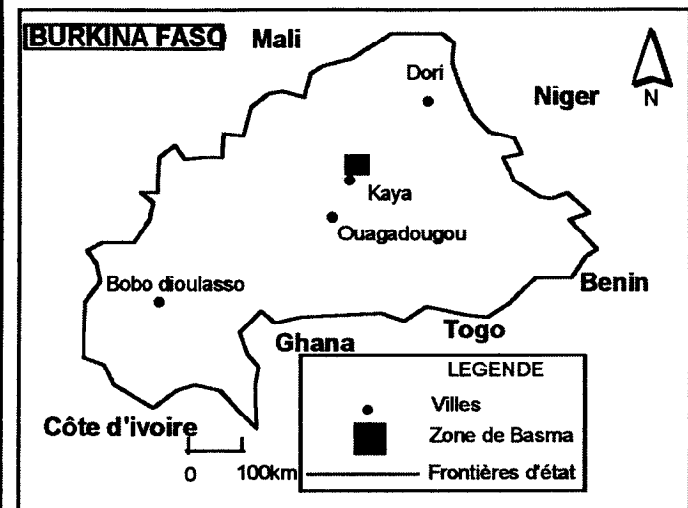 BURKINA FASO
Mali
Dori
Niger
N
Kaya
Ouagadougou
Bobo dioulasso
Benin
Togo
Ghana
LEGENDE
Villes
Côte d'ivoire
Zone de Basma
0 100km
Frontières d'état